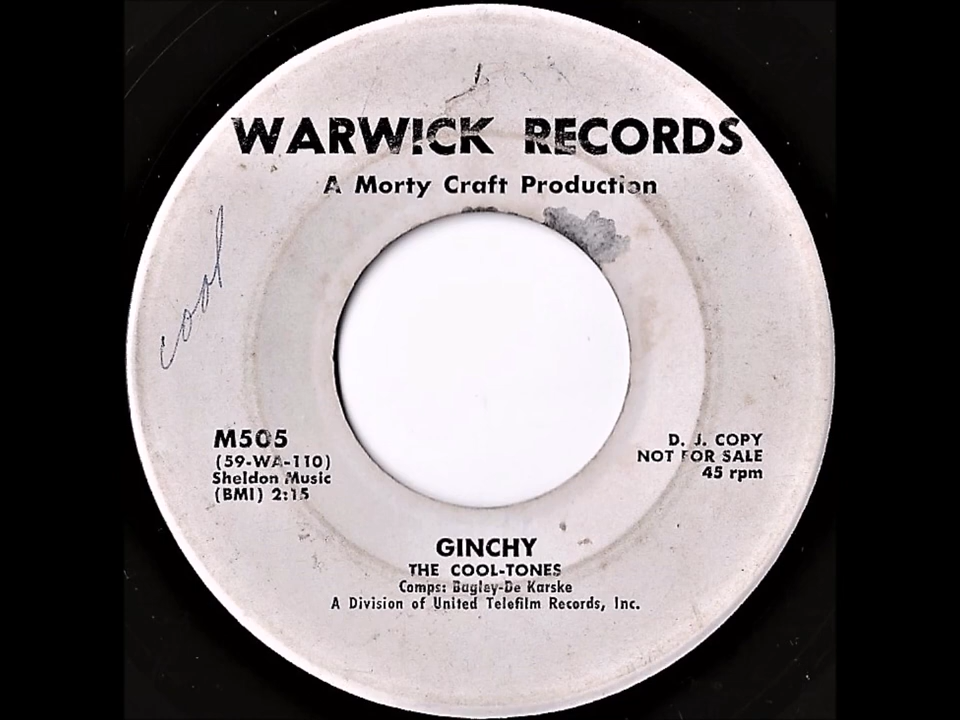 WARWICK RECORDS
A Morty Craft Production
cool
M505
(59-WA-110)
Sheldon Music
(BMI) 2:15
D. J. COPY
NOT FOR SALE
45 rpm
GINCHY
THE COOL-TONES
Comps: Bagley-De Karske
A Division of United Telefilm Records, Inc.